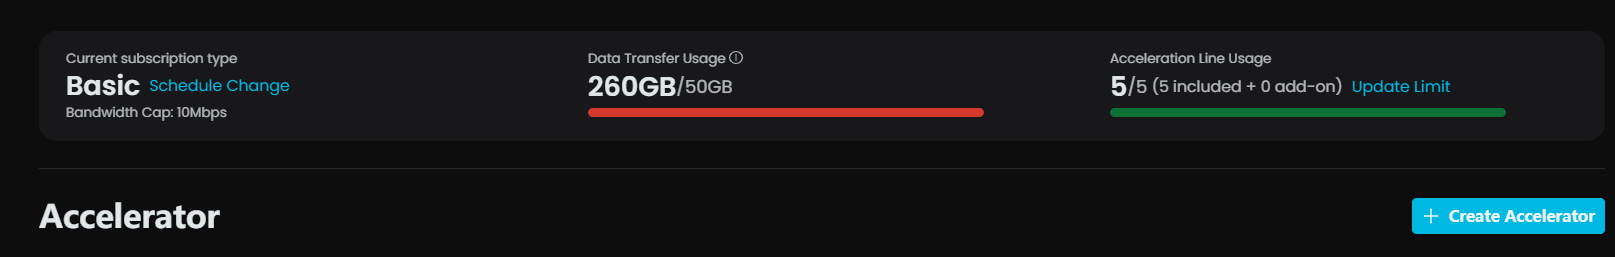 Current subscription type
Basic Schedule Change
Bandwidth Cap: 10Mbps
Data Transfer Usage
260GB/50GB
Acceleration Line Usage
5/5 (5 included + 0 add-on) Update Limit
Accelerator
+ Create Accelerator